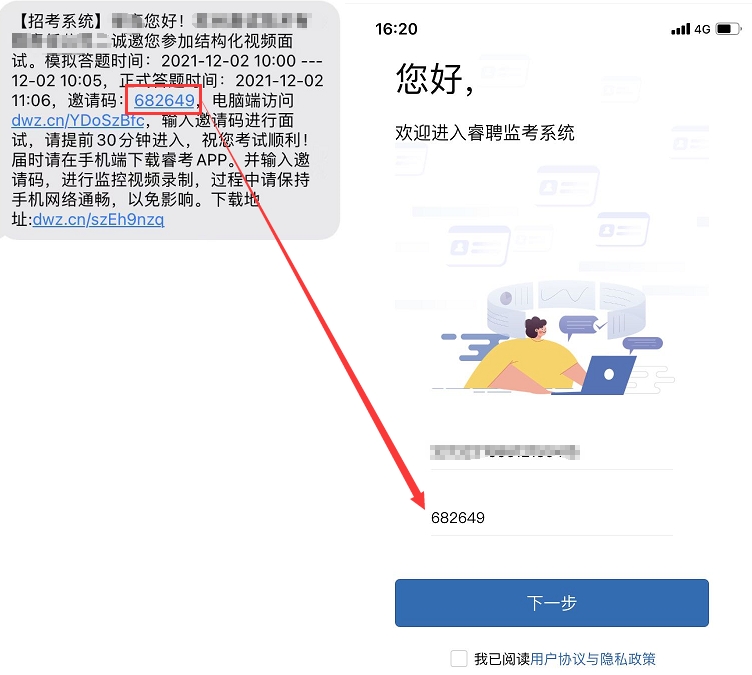 【招考系统】您好！
诚邀您参加结构化视频面
试。模拟答题时间：2021-12-02 10:00 ---
12-02 10:05，正式答题时间：2021-12-02
11:06，邀请码：682649，电脑端访问
dwz.cn/YDoSzBfc，输入邀请码进行面
试，请提前30分钟进入，祝您考试顺利！
届时请在手机端下载睿考APP。并输入邀
请码，进行监控视频录制，过程中请保持
手机网络通畅，以免影响。下载地
址:dwz.cn/szEh9nzq
16:20
4G
您好,
欢迎进入睿聘监考系统
682649
下一步
我已阅读用户协议与隐私政策